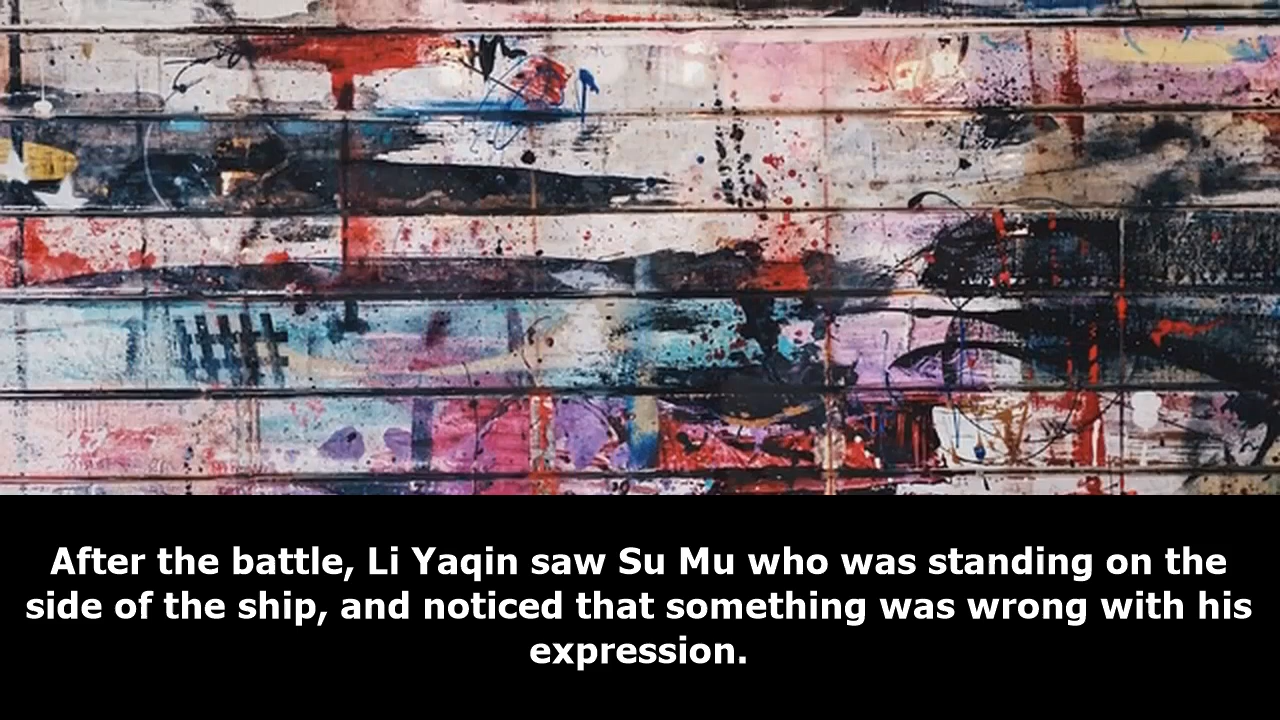 After the battle, Li Yaqin saw Su Mu who was standing on the
side of the ship, and noticed that something was wrong with his
expression.